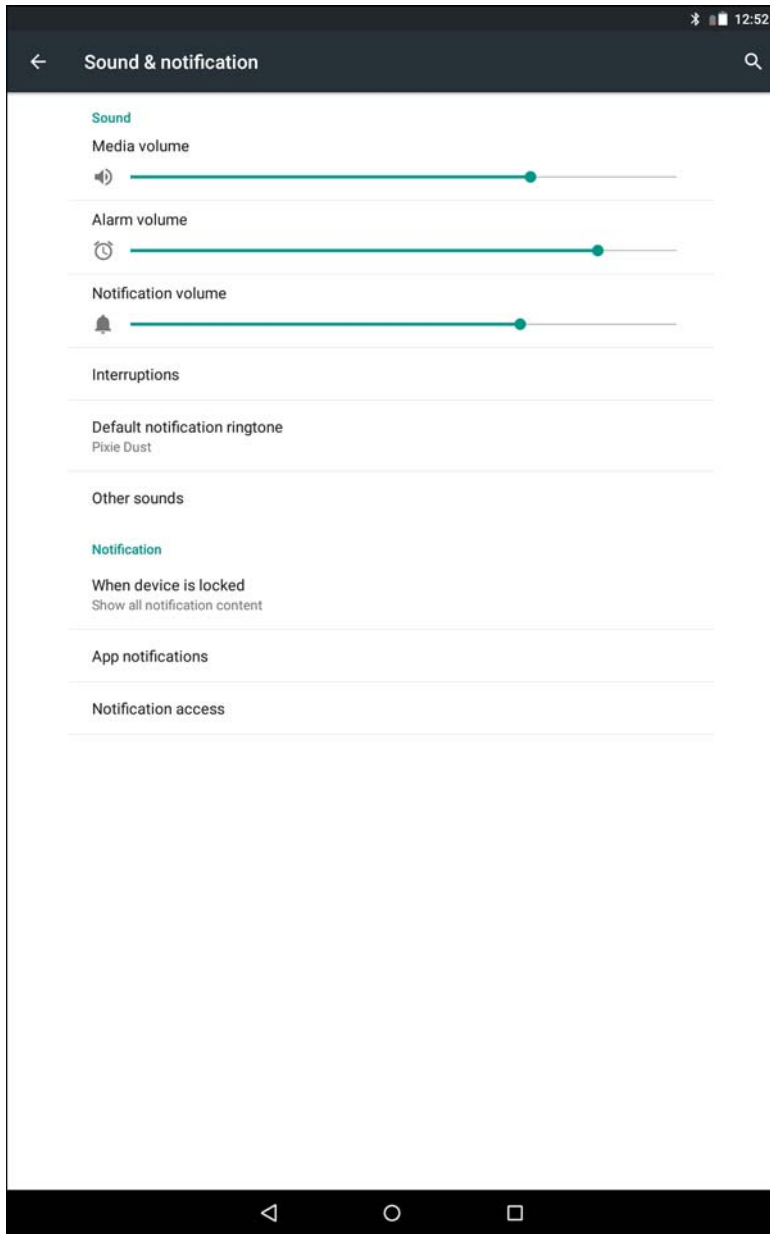 12:52
Sound & notification
Sound
Media volume
Alarm volume
Notification volume
Interruptions
Default notification ringtone
Pixie Dust
Other sounds
Notification
When device is locked
Show all notification content
App notifications
Notification access